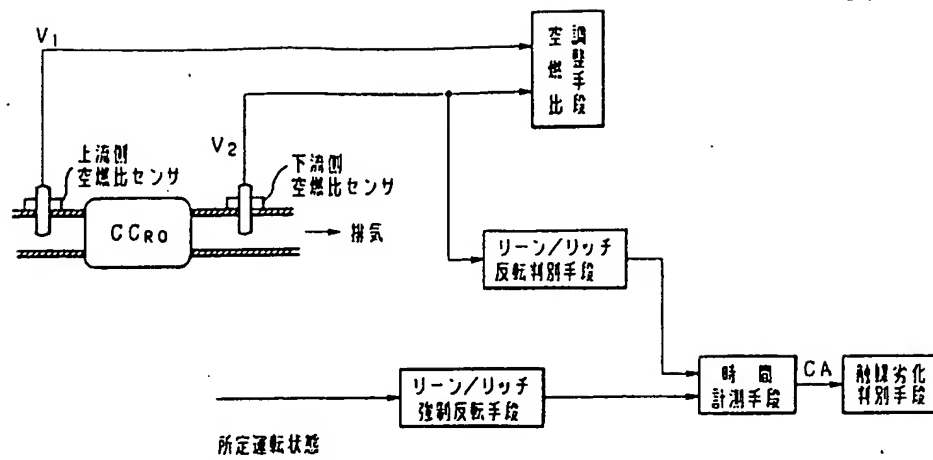 V1
空燃比
調整手段
V2
上流側
空燃比センサ
下流側
空燃比センサ
CCRO
排気
リーン/リッチ
反転判別手段
リーン/リッチ
強制反転手段
時間
計測手段
CA
触媒劣化
判別手段
所定運転状態